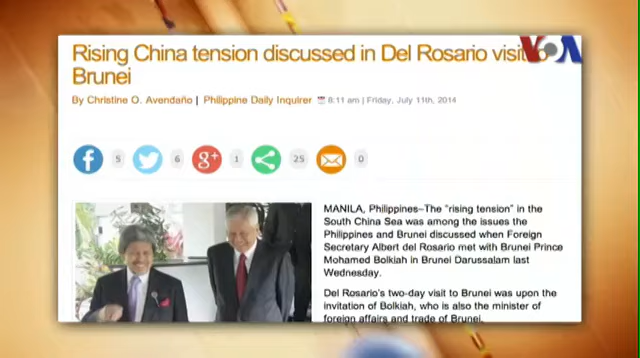 Rising China tension discussed in Del Rosario visit to
Brunei
VOA
By Christine O. Avendaño | Philippine Daily Inquirer 8:11 am | Friday, July 11th, 2014
5 6 8+ 1 25 0
MANILA, Philippines–The "rising tension" in the
South China Sea was among the issues the
Philippines and Brunei discussed when Foreign
Secretary Albert del Rosario met with Brunei Prince
Mohamed Bolkiah in Brunei Darussalam last
Wednesday.
Del Rosario's two-day visit to Brunei was upon the
invitation of Bolkiah, who is also the minister of
foreign affairs and trade of Brunei.